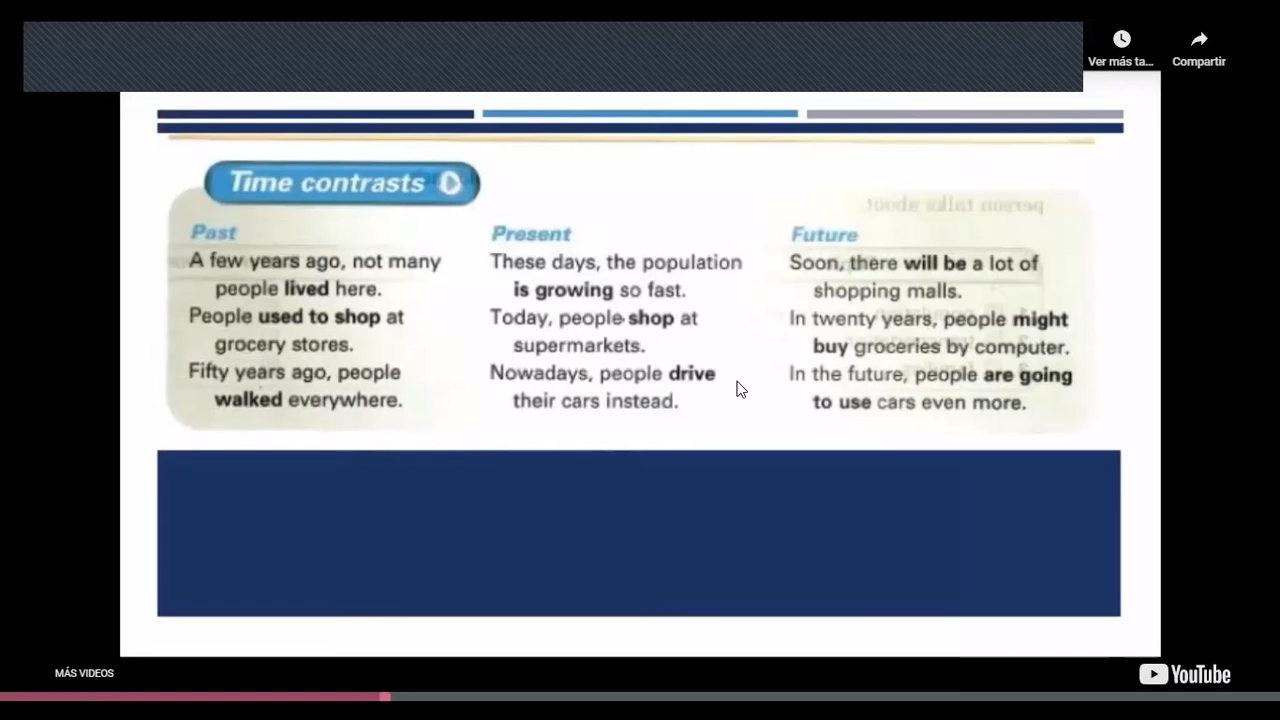 Ver más ta...
Compartir
Time contrasts
Past
A few years ago, not many
people lived here.
People used to shop at
grocery stores.
Fifty years ago, people
walked everywhere.
Present
These days, the population
is growing so fast.
Today, people shop at
supermarkets.
Nowadays, people drive
their cars instead.
person talks about
Future
Soon, there will be a lot of
shopping malls.
In twenty years, people might
buy groceries by computer.
In the future, people are going
to use cars even more.
MÁS VIDEOS
YouTube